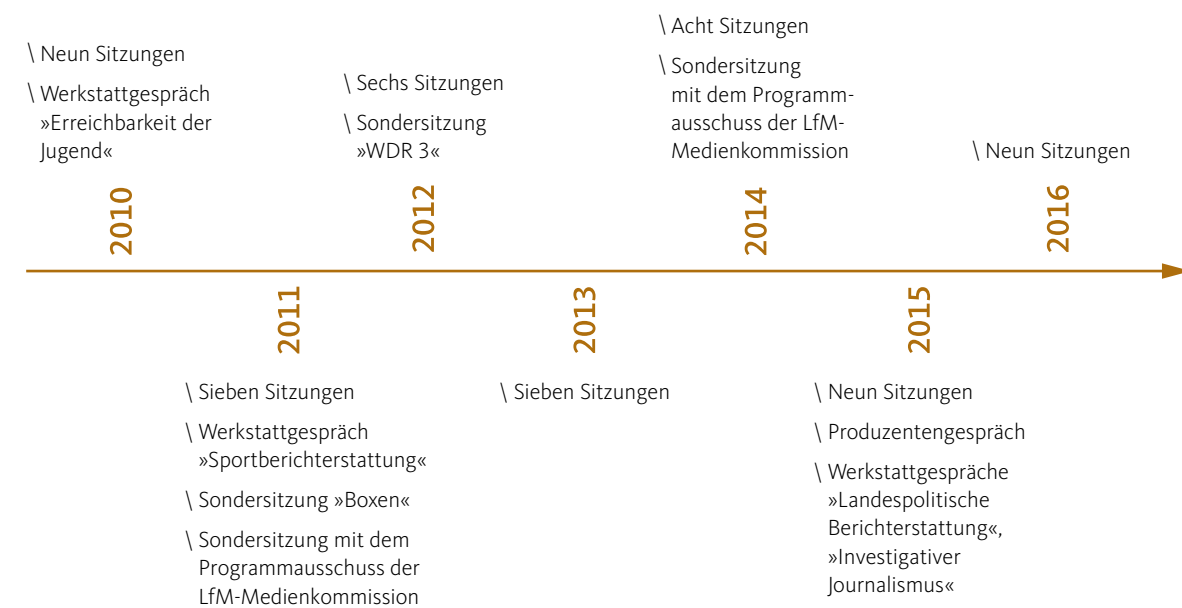 \ Neun Sitzungen
\ Werkstattgespräch
»Erreichbarkeit der
Jugend«
2010
\ Sieben Sitzungen
\ Werkstattgespräch
»Sportberichterstattung«
\ Sondersitzung »Boxen«
\ Sondersitzung mit dem
Programmausschuss der
LfM-Medienkommission
2011
\ Sechs Sitzungen
\ Sondersitzung
»WDR 3«
2012
\ Sieben Sitzungen
2013
\ Acht Sitzungen
\ Sondersitzung
mit dem Programm-
ausschuss der LfM-
Medienkommission
2014
\ Neun Sitzungen
\ Produzentengespräch
\ Werkstattgespräche
»Landespolitische
Berichterstattung«,
»Investigativer
Journalismus«
2015
\ Neun Sitzungen
2016